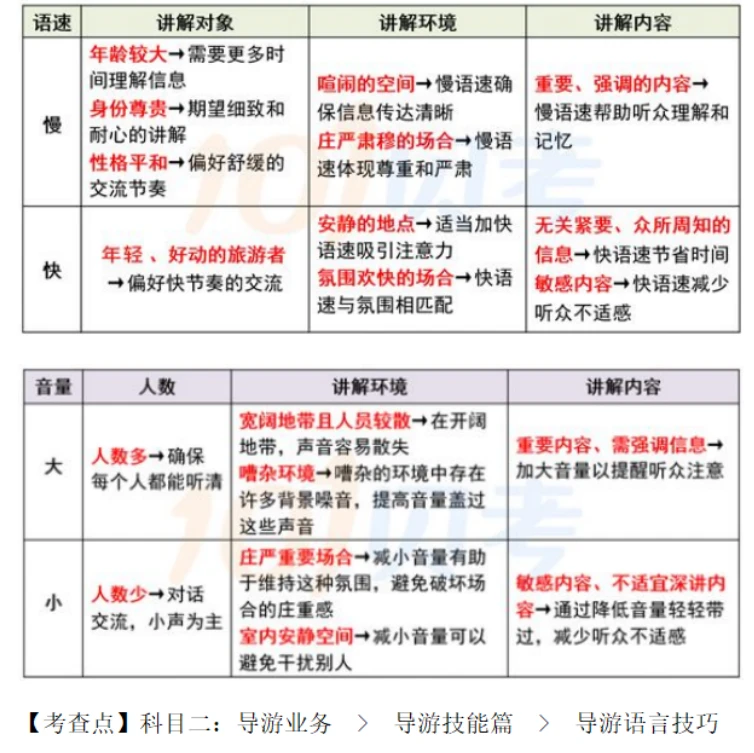 语速 讲解对象 讲解环境 讲解内容
慢
年龄较大→需要更多时
间理解信息
身份尊贵→期望细致和
耐心的讲解
性格平和→偏好舒缓的
交流节奏
喧闹的空间→慢语速确
保信息传达清晰
庄严肃穆的场合→慢语
速体现尊重和严肃
重要、强调的内容→
慢语速帮助听众理解和
记忆
快
年轻、好动的旅游者
→偏好快节奏的交流
安静的地点→适当加快
语速吸引注意力
氛围欢快的场合→快语
速与氛围相匹配
无关紧要、众所周知的
信息→快语速节省时间
敏感内容→快语速减少
听众不适感
音量 人数 讲解环境 讲解内容
大
人数多→确保
每个人都能听清
宽阔地带且人员较散→在开阔
地带，声音容易散失
嘈杂环境→嘈杂的环境中存在
许多背景噪音，提高音量盖过
这些声音
重要内容、需强调信息→
加大音量以提醒听众注意
小
人数少→对话
交流，小声为主
庄严重要场合→减小音量有助
于维持这种氛围，避免破坏场
合的庄重感
室内安静空间→减小音量可以
避免干扰别人
敏感内容、不适宜深讲内
容→通过降低音量轻轻带
过，减少听众不适感
【考查点】科目二：导游业务 > 导游技能篇 > 导游语言技巧